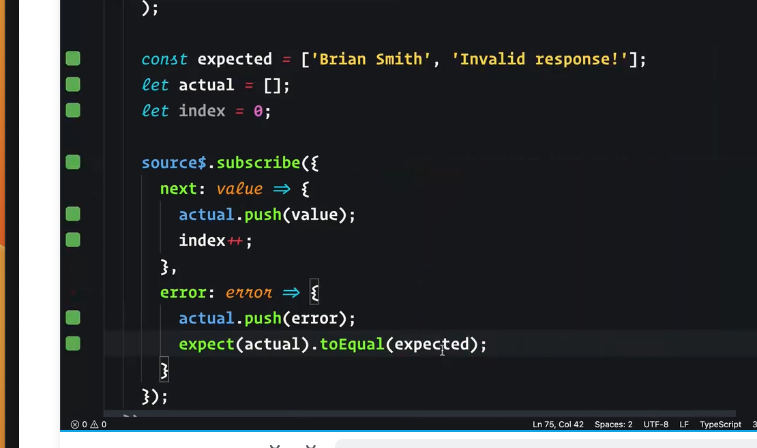 );
const expected = ['Brian Smith', 'Invalid response!'];
let actual = [];
let index = 0;
source$.subscribe({
next: value => {
actual.push(value);
index++;
},
error: error => {
actual.push(error);
expect(actual).toEqual(expected);
}
});
0 0 Ln 75, Col 42 Spaces: 2 UTF-8 LF TypeScript